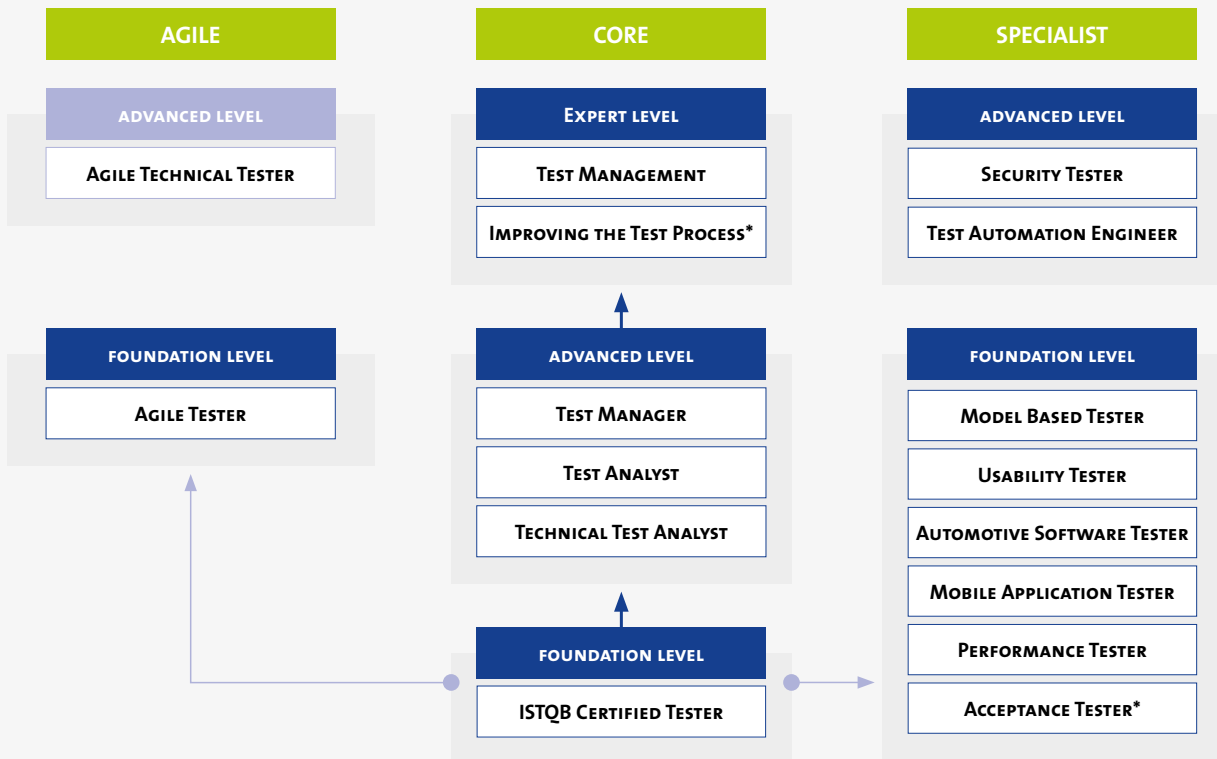 AGILE
ADVANCED LEVEL
AGILE TECHNICAL TESTER
FOUNDATION LEVEL
AGILE TESTER
CORE
EXPERT LEVEL
TEST MANAGEMENT
IMPROVING THE TEST PROCESS*
ADVANCED LEVEL
TEST MANAGER
TEST ANALYST
TECHNICAL TEST ANALYST
FOUNDATION LEVEL
ISTQB CERTIFIED TESTER
SPECIALIST
ADVANCED LEVEL
SECURITY TESTER
TEST AUTOMATION ENGINEER
FOUNDATION LEVEL
MODEL BASED TESTER
USABILITY TESTER
AUTOMOTIVE SOFTWARE TESTER
MOBILE APPLICATION TESTER
PERFORMANCE TESTER
ACCEPTANCE TESTER*